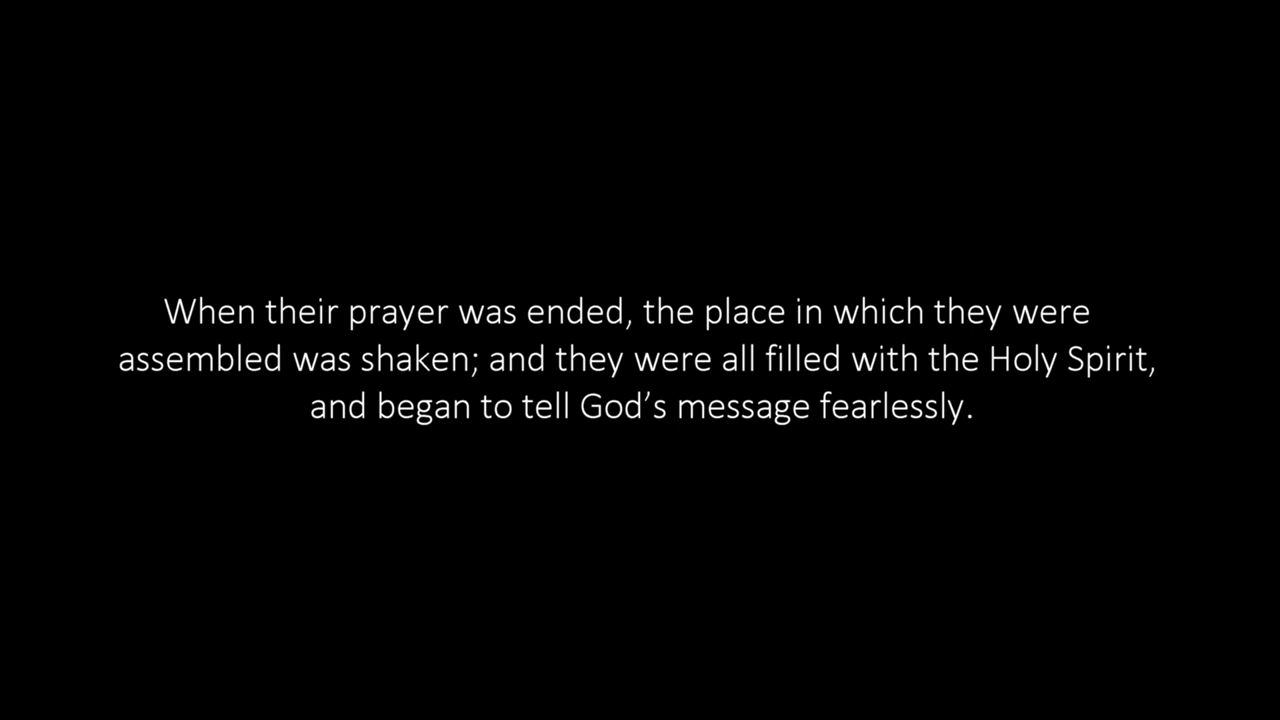 When their prayer was ended, the place in which they were
assembled was shaken; and they were all filled with the Holy Spirit,
and began to tell God’s message fearlessly.